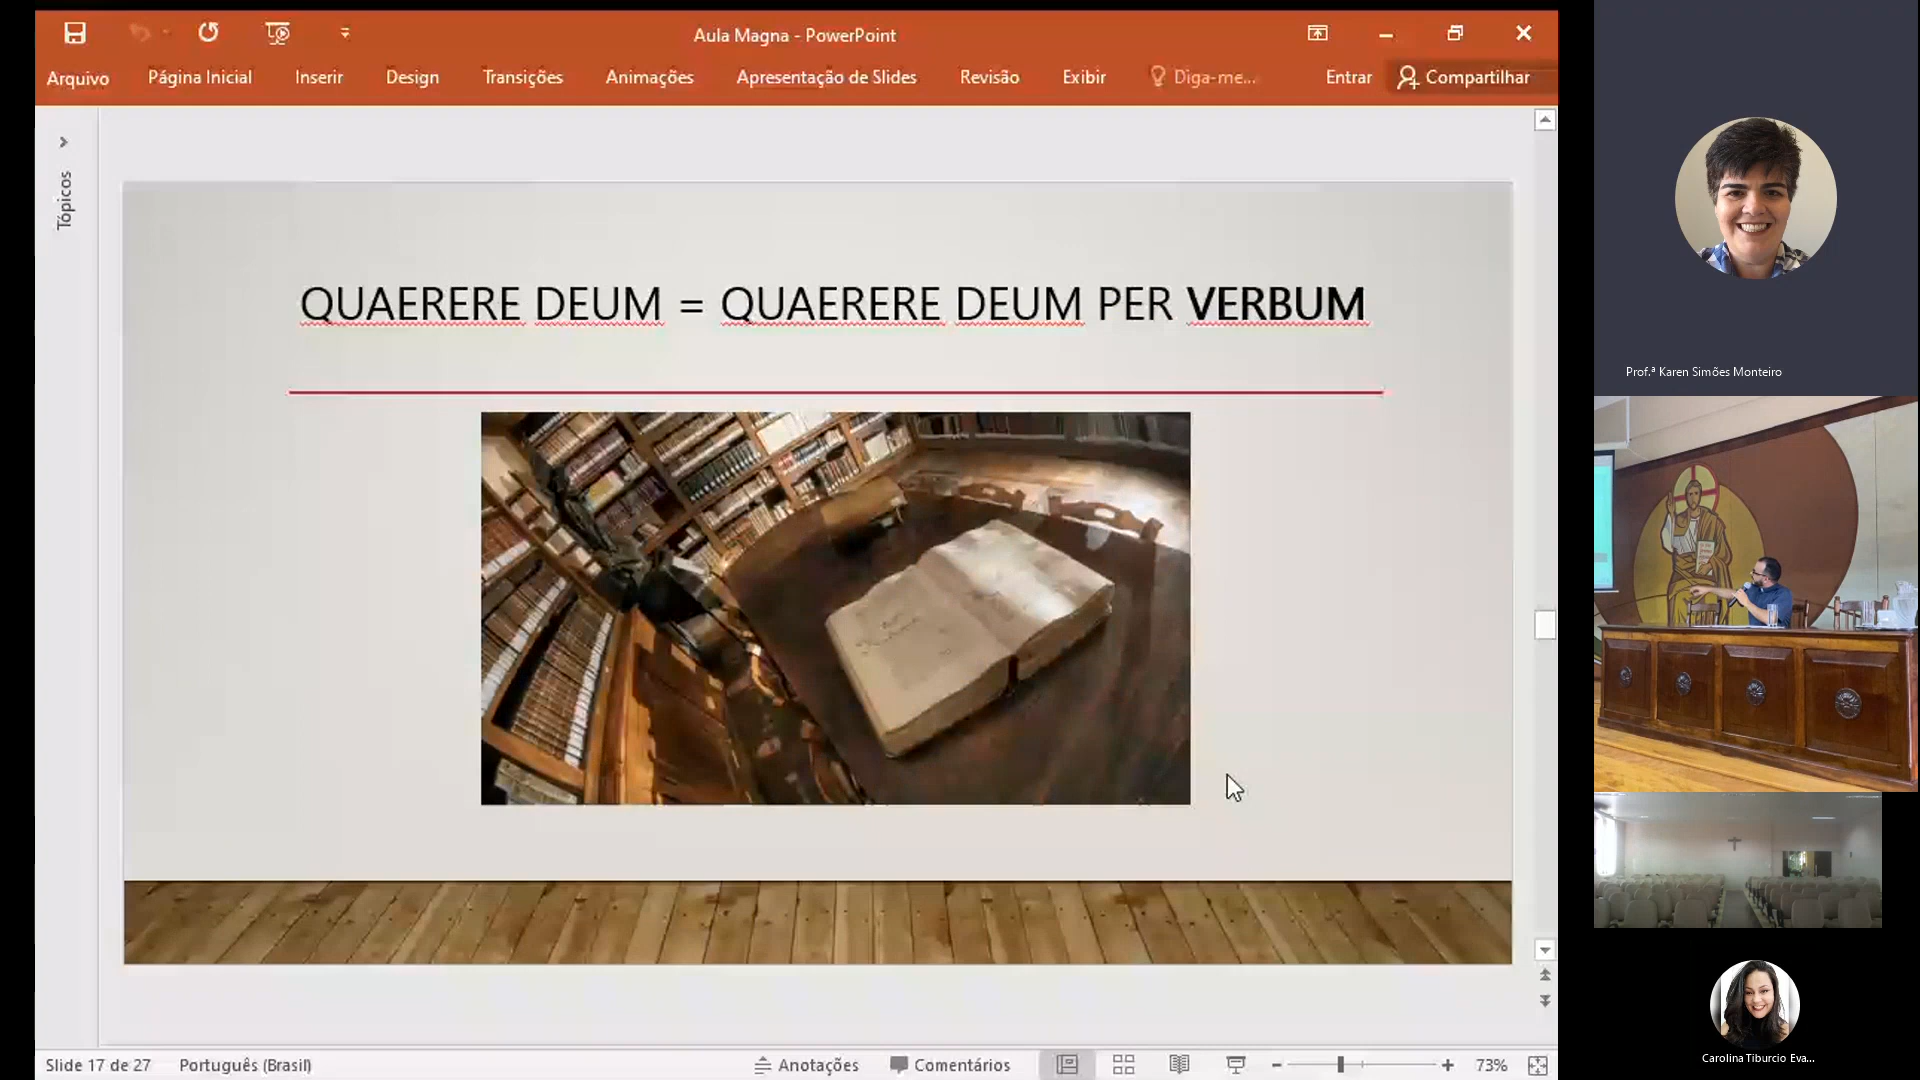 Aula Magna - PowerPoint
Arquivo Página Inicial Inserir Design Transições Animações Apresentação de Slides Revisão Exibir Diga-me... Entrar Compartilhar
Tópicos
QUAERERE DEUM = QUAERERE DEUM PER VERBUM
Slide 17 de 27 Português (Brasil) Anotações Comentários 73%
Prof.ª Karen Simões Monteiro
Carolina Tiburcio Eva...